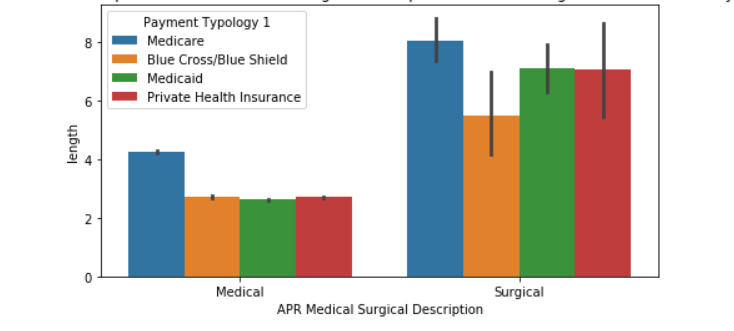 Payment Typology 1
Medicare
Blue Cross/Blue Shield
Medicaid
Private Health Insurance
8
6
4
2
0
length
Medical
Surgical
APR Medical Surgical Description